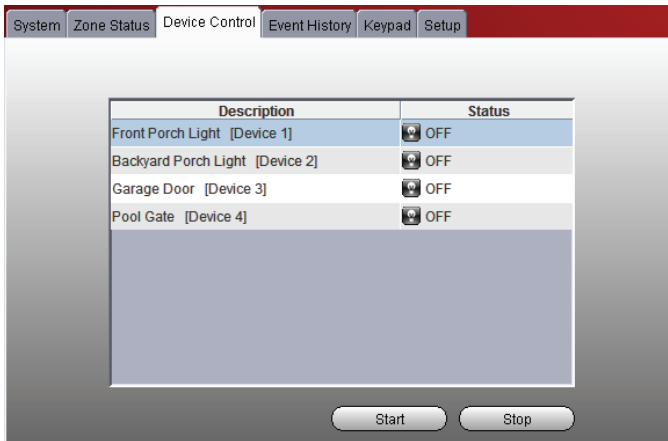 System Zone Status Device Control Event History Keypad Setup
Description Status
Front Porch Light [Device 1] OFF
Backyard Porch Light [Device 2] OFF
Garage Door [Device 3] OFF
Pool Gate [Device 4] OFF
Start Stop